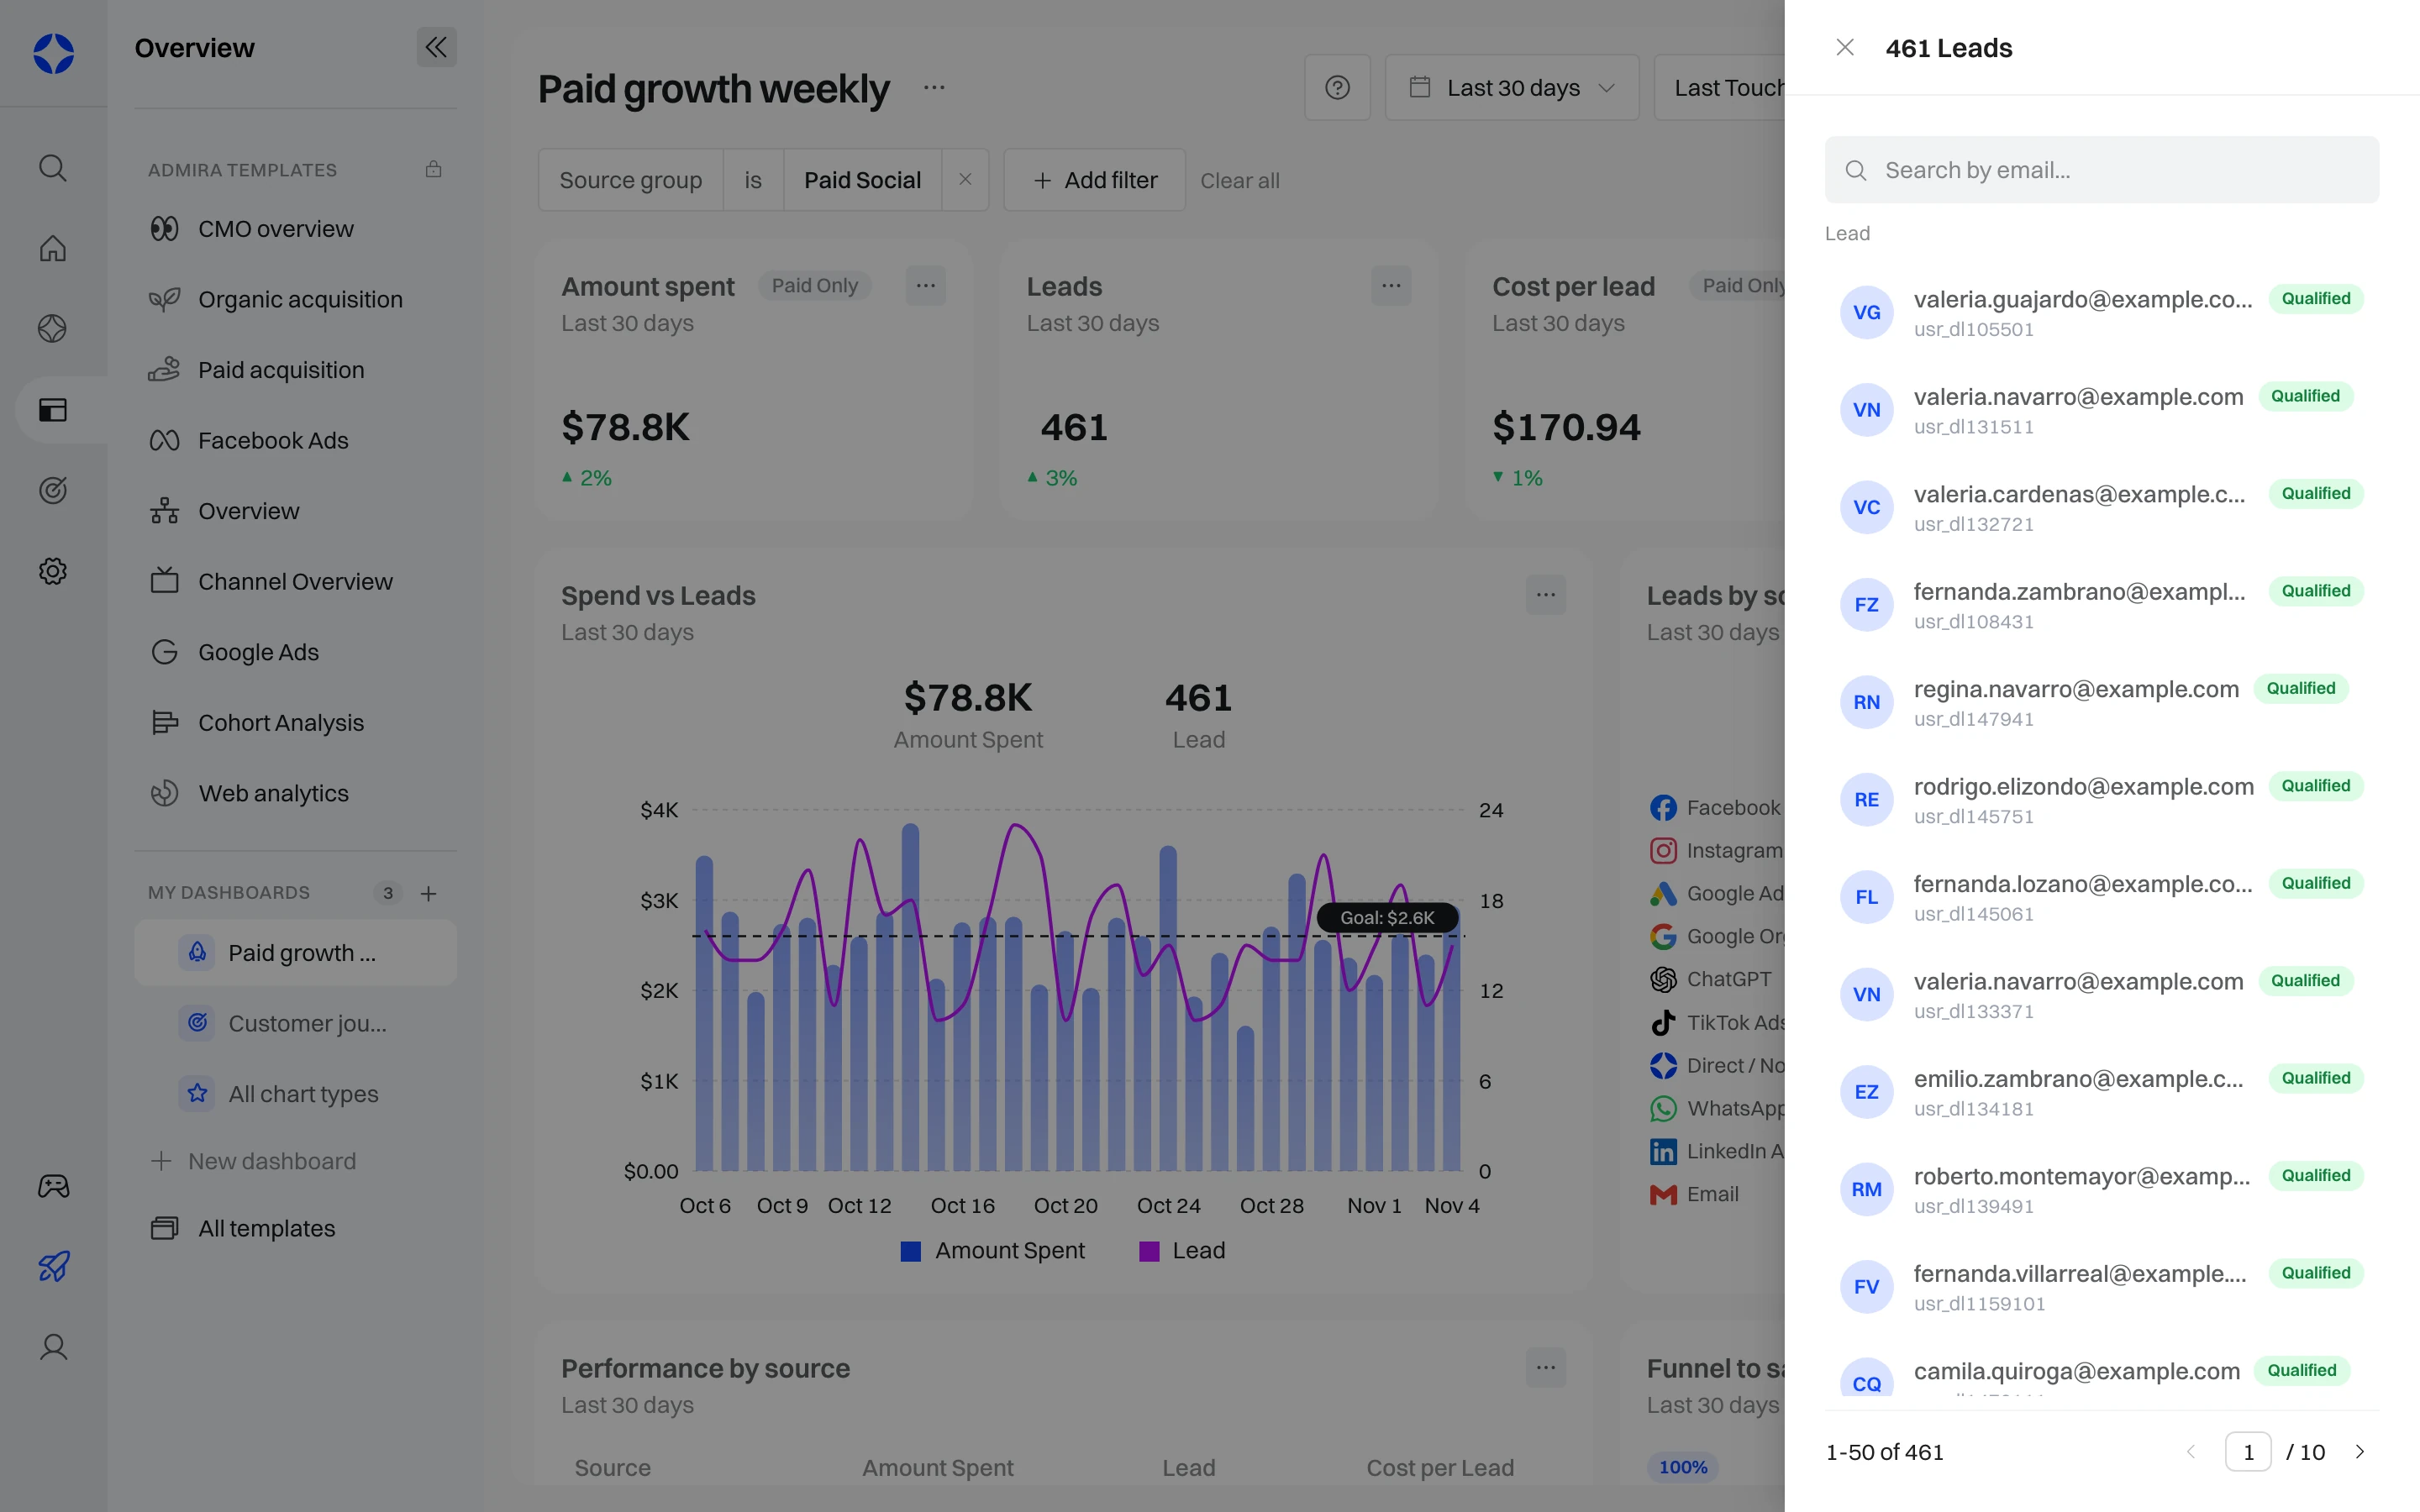 Overview
ADMIRA TEMPLATES
CMO overview
Organic acquisition
Paid acquisition
Facebook Ads
Overview
Channel Overview
Google Ads
Cohort Analysis
Web analytics
MY DASHBOARDS 3
Paid growth ...
Customer jou...
All chart types
New dashboard
All templates
Paid growth weekly
Last 30 days
Last Touch
Source group is Paid Social
Add filter
Clear all
Amount spent Paid Only
Last 30 days
$78.8K
2%
Leads
Last 30 days
461
3%
Cost per lead Paid Only
Last 30 days
$170.94
1%
Spend vs Leads
Last 30 days
$78.8K 461
Amount Spent Lead
$4K 24
$3K 18
Goal: $2.6K
$2K 12
$1K 6
$0.00 0
Oct 6 Oct 9 Oct 12 Oct 16 Oct 20 Oct 24 Oct 28 Nov 1 Nov 4
Amount Spent Lead
Leads by
Last 30 days
Facebook
Instagram
Google Ad
Google
ChatGPT
TikTok Ads
Direct /
WhatsApp
LinkedIn
Email
Performance by source
Last 30 days
Source Amount Spent Lead Cost per Lead
Funnel to
Last 30 days
100%
461 Leads
Search by email...
Lead
VG valeria.guajardo@example.co... Qualified
usr_dl105501
VN valeria.navarro@example.com Qualified
usr_dl131511
VC valeria.cardenas@example.c... Qualified
usr_dl132721
FZ fernanda.zambrano@exampl... Qualified
usr_dl108431
RN regina.navarro@example.com Qualified
usr_dl147941
RE rodrigo.elizondo@example.com Qualified
usr_dl145751
FL fernanda.lozano@example.co... Qualified
usr_dl145061
VN valeria.navarro@example.com Qualified
usr_dl133371
EZ emilio.zambrano@example.c... Qualified
usr_dl134181
RM roberto.montemayor@examp... Qualified
usr_dl139491
FV fernanda.villarreal@example.... Qualified
usr_dl1159101
CQ camila.quiroga@example.com Qualified
1-50 of 461
1 / 10